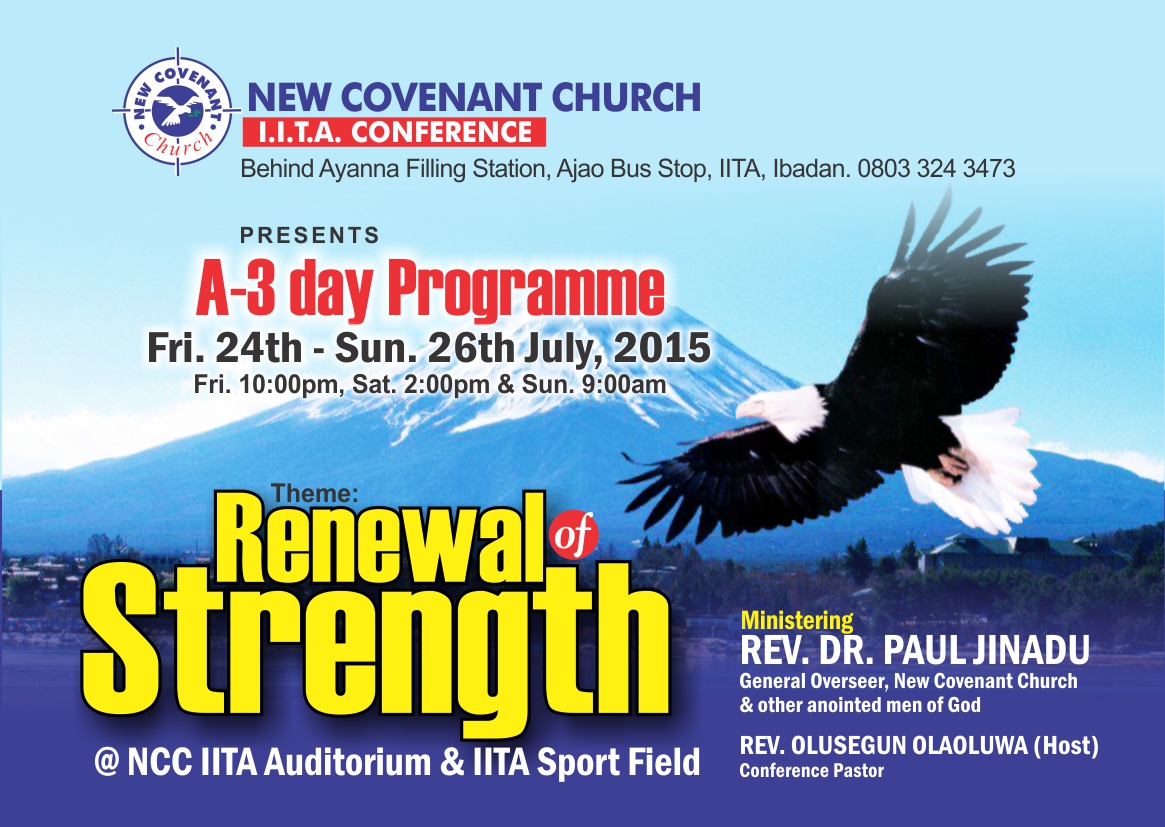 NEW COVENANT
Church
NEW COVENANT CHURCH
I.I.T.A. CONFERENCE
Behind Ayanna Filling Station, Ajao Bus Stop, IITA, Ibadan. 0803 324 3473
PRESENTS
A-3 day Programme
Fri. 24th - Sun. 26th July, 2015
Fri. 10:00pm, Sat. 2:00pm & Sun. 9:00am
Theme:
Renewal of
Strength
@ NCC IITA Auditorium & IITA Sport Field
Ministering
REV. DR. PAUL JINADU
General Overseer, New Covenant Church
& other anointed men of God
REV. OLUSEGUN OLAOLUWA (Host)
Conference Pastor